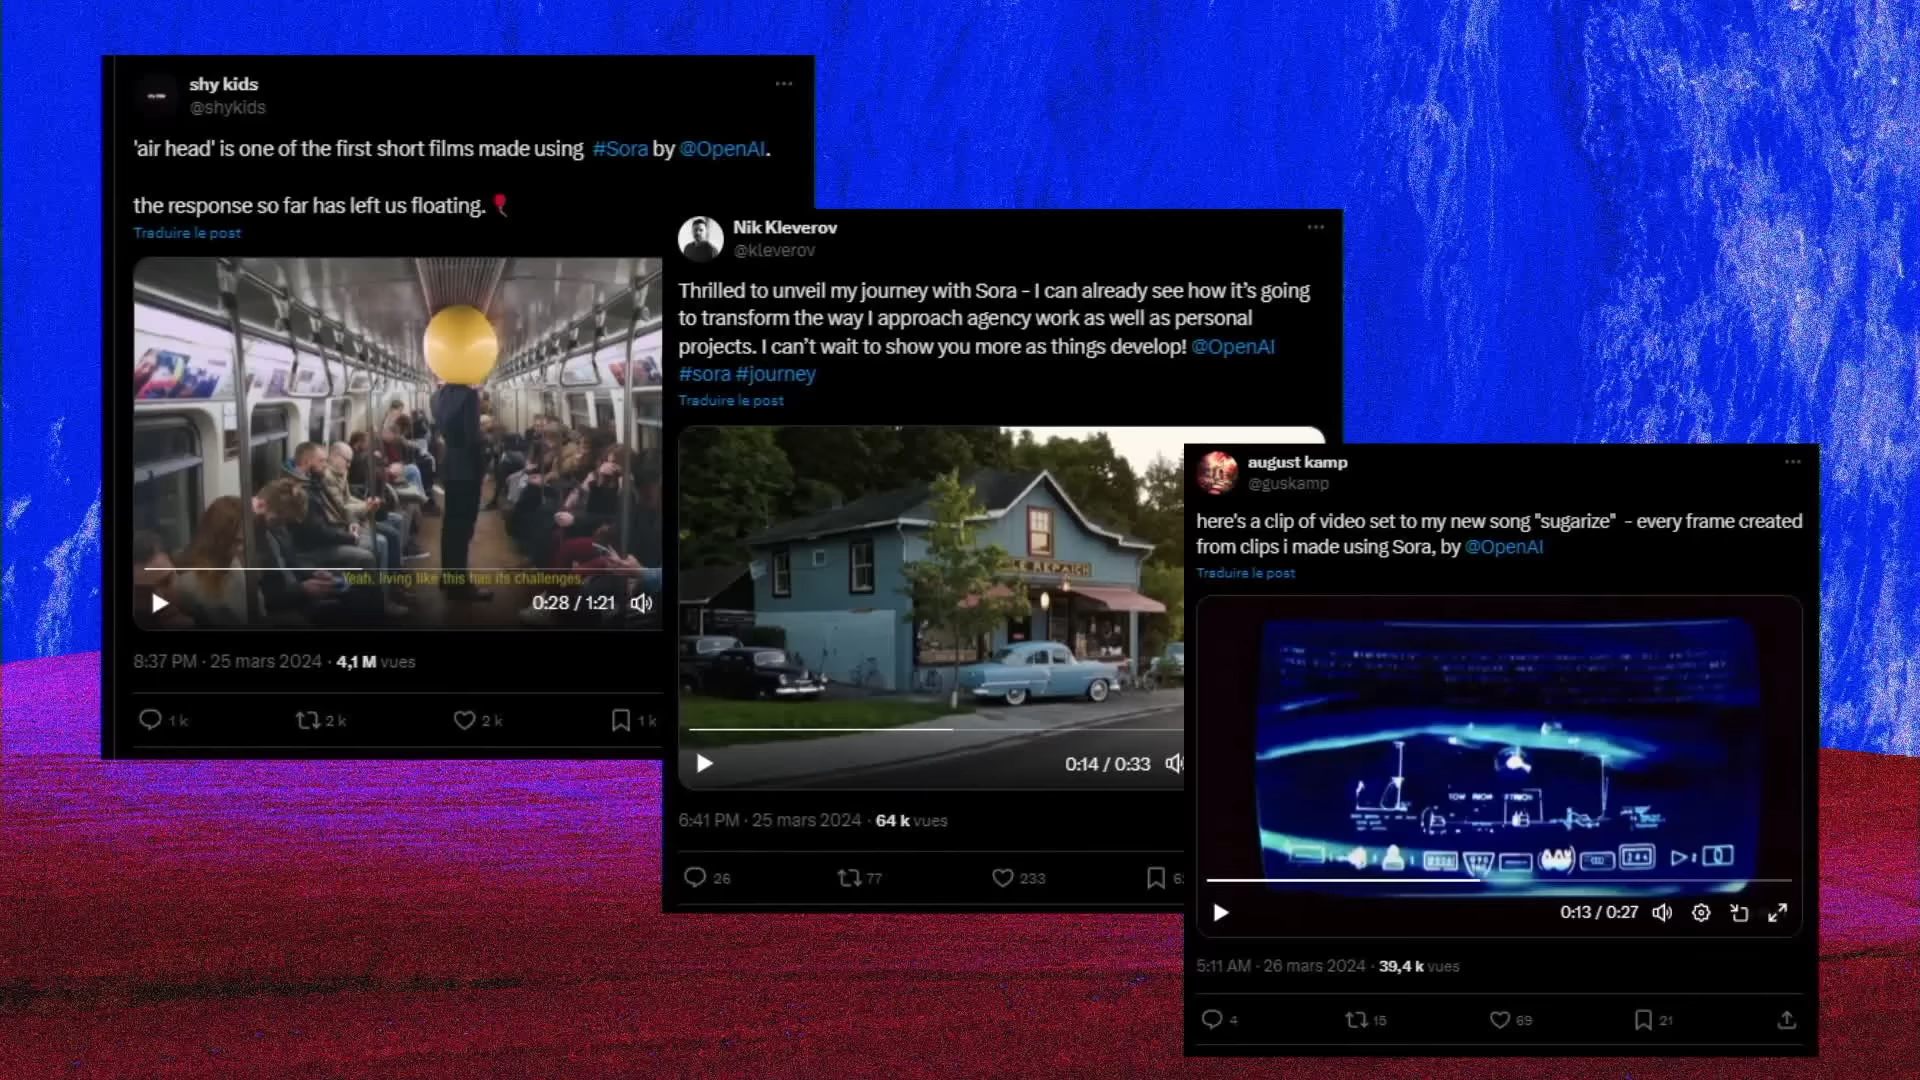 shy kids
@shykids
'air head' is one of the first short films made using #Sora by @OpenAI.
the response so far has left us floating.
Traduire le post
Yeah, living like this has its challenges.
0:28 / 1:21
8:37 PM · 25 mars 2024 · 4,1 M vues
1 k 2 k 2 k 1 k
Nik Kleverov
@kleverov
Thrilled to unveil my journey with Sora - I can already see how it's going
to transform the way I approach agency work as well as personal
projects. I can't wait to show you more as things develop! @OpenAI
#sora #journey
Traduire le post
0:14 / 0:33
6:41 PM · 25 mars 2024 · 64 k vues
26 77 233
august kamp
@guskamp
here's a clip of video set to my new song "sugarize" - every frame created
from clips i made using Sora, by @OpenAI
Traduire le post
0:13 / 0:27
5:11 AM · 26 mars 2024 · 39,4 k vues
4 15 69 21